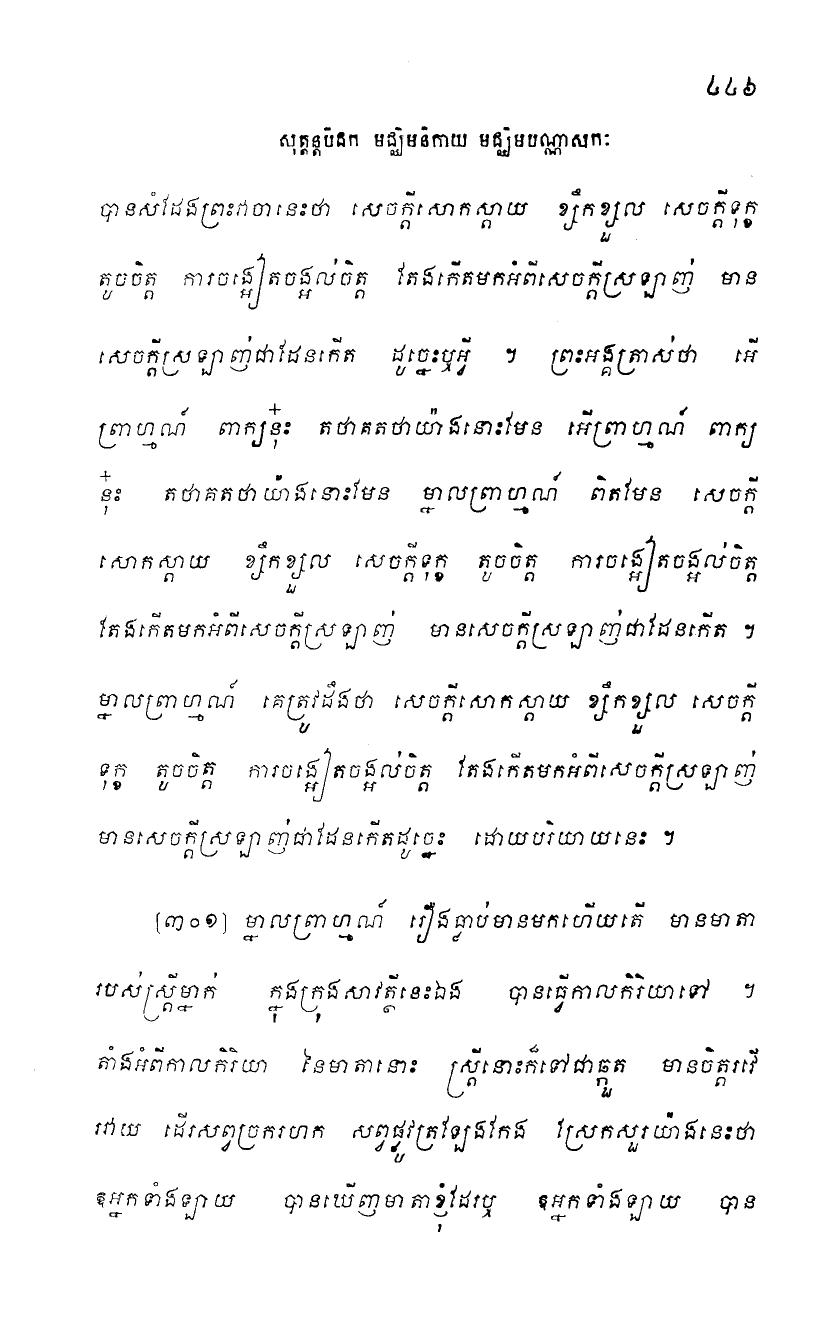 ៤៤៦
សុត្តន្តបិដក មជ្ឈិមនិកាយ មជ្ឈិមបណ្ណាសកៈ
បានសំដែងព្រះវាចានេះថា សេចក្តីសោកស្តាយ ខ្សឹកខ្សួល សេចក្តីទុក្ខ
តូចចិត្ត ការចង្អៀតចង្អល់ចិត្ត តែងកើតមកអំពីសេចក្តីស្រឡាញ់ មាន
សេចក្តីស្រឡាញ់ជាដែនកើត ដូច្នេះឬអ្វី ។ ព្រះអង្គត្រាស់ថា អើ
ព្រាហ្មណ៍ ពាក្យនុ៎ះ តថាគតថាយ៉ាងនោះមែន អើព្រាហ្មណ៍ ពាក្យ
នុ៎ះ តថាគតថាយ៉ាងនោះមែន ម្នាលព្រាហ្មណ៍ ពិតមែន សេចក្តី
សោកស្តាយ ខ្សឹកខ្សួល សេចក្តីទុក្ខ តូចចិត្ត ការចង្អៀតចង្អល់ចិត្ត
តែងកើតមកអំពីសេចក្តីស្រឡាញ់ មានសេចក្តីស្រឡាញ់ជាដែនកើត ។
ម្នាលព្រាហ្មណ៍ គេត្រូវដឹងថា សេចក្តីសោកស្តាយ ខ្សឹកខ្សួល សេចក្តី
ទុក្ខ តូចចិត្ត ការចង្អៀតចង្អល់ចិត្ត តែងកើតមកអំពីសេចក្តីស្រឡាញ់
មានសេចក្តីស្រឡាញ់ជាដែនកើតដូច្នេះ ដោយបរិយាយនេះ ។
[៣០១] ម្នាលព្រាហ្មណ៍ រឿងធ្លាប់មានមកហើយតើ មានមាតា
របស់ស្រ្តីម្នាក់ ក្នុងក្រុងសាវត្ថីនេះឯង បានធ្វើកាលកិរិយាទៅ ។
តាំងអំពីកាលកិរិយា នៃមាតានោះ ស្ត្រីនោះក៏ទៅជាឆ្កួត មានចិត្តរវើ
រវាយ ដើរសព្វច្រករហក សព្វផ្លូវត្រឡែងកែង ស្រែកសួរយ៉ាងនេះថា
ឱអ្នកទាំងឡាយ បានឃើញមាតាខ្ញុំដែរឬ ឱអ្នកទាំងឡាយ បាន